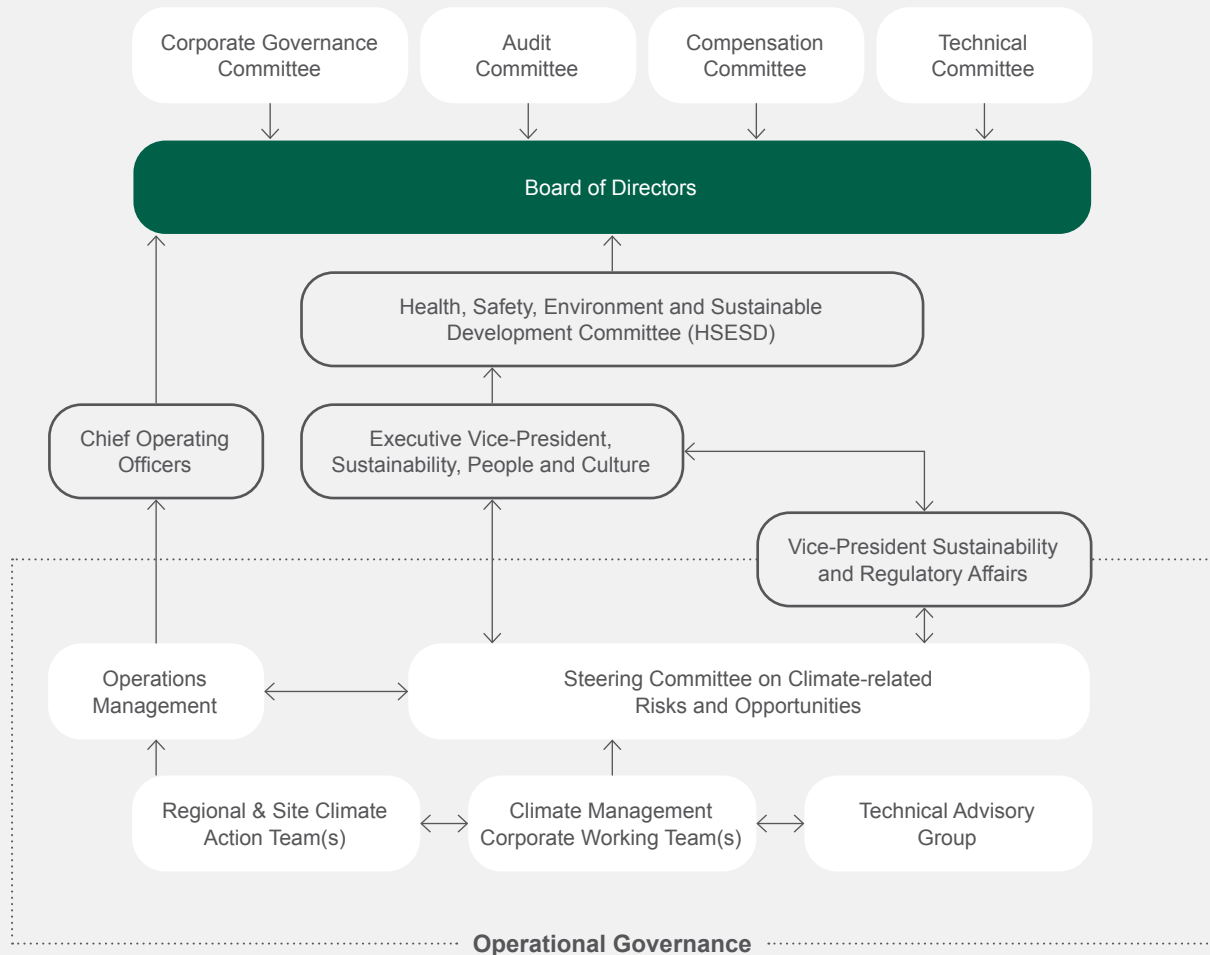 Corporate Governance
Committee
Audit
Committee
Compensation
Committee
Technical
Committee
Board of Directors
Health, Safety, Environment and Sustainable
Development Committee (HSESD)
Chief Operating
Officers
Executive Vice-President,
Sustainability, People and Culture
Vice-President Sustainability
and Regulatory Affairs
Operations
Management
Steering Committee on Climate-related
Risks and Opportunities
Regional & Site Climate
Action Team(s)
Climate Management
Corporate Working Team(s)
Technical Advisory
Group
Operational Governance